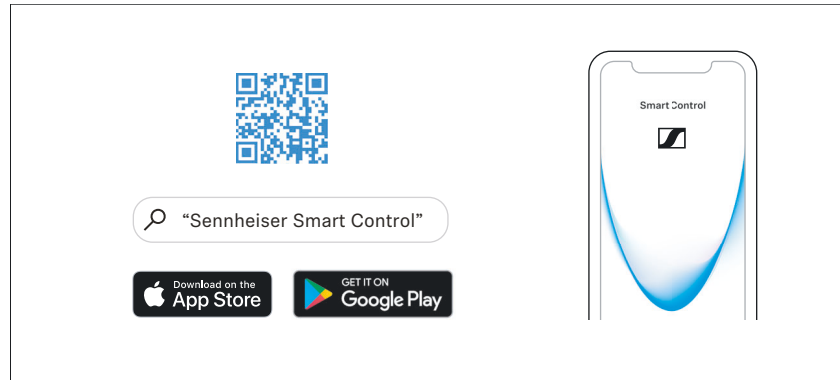 “Sennheiser Smart Control”
Download on the
App Store
GET IT ON
Google Play
Smart Control